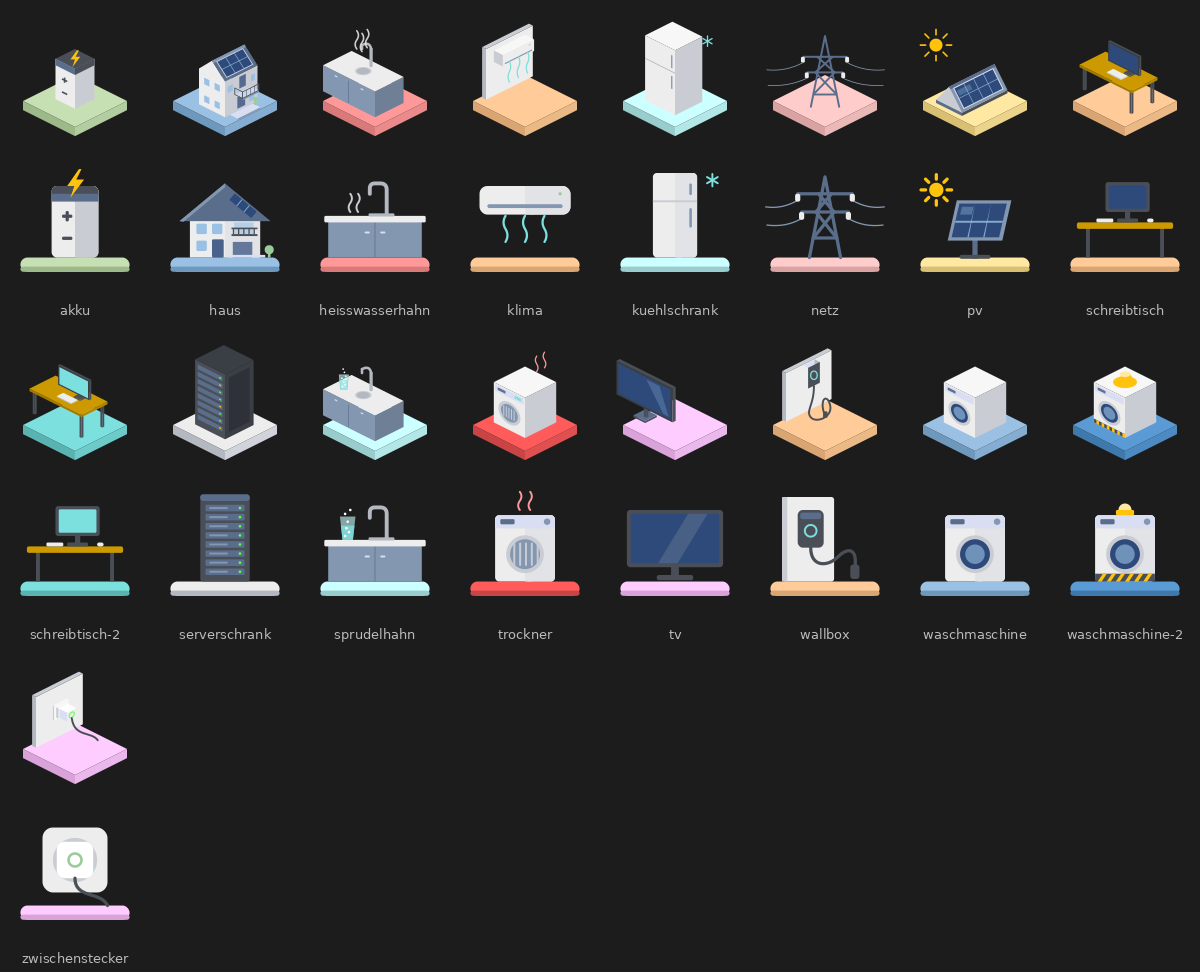 akku
haus
heisswasserhahn
klima
kuehlschrank
netz
pv
schreibtisch
schreibtisch-2
serverschrank
sprudelhahn
trockner
tv
wallbox
waschmaschine
waschmaschine-2
zwischenstecker